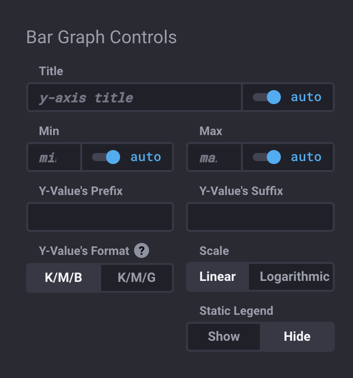 Bar Graph Controls
Title
y-axis title auto
Min Max
mi auto ma auto
Y-Value's Prefix Y-Value's Suffix
Y-Value's Format ? Scale
K/M/B K/M/G Linear Logarithmic
Static Legend
Show Hide